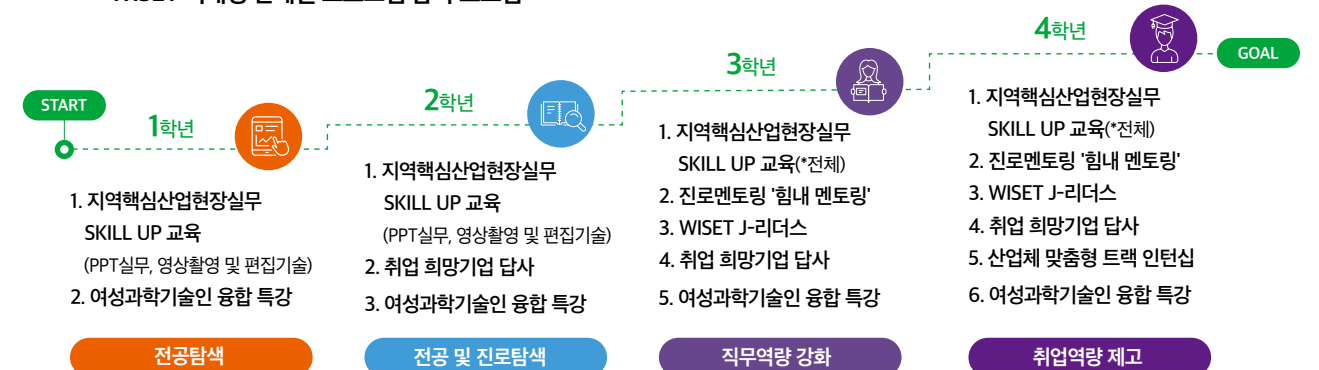 START
1학년
1. 지역핵심산업현장실무
SKILL UP 교육
(PPT실무, 영상촬영 및 편집기술)
2. 여성과학기술인 융합 특강
전공탐색
2학년
1. 지역핵심산업현장실무
SKILL UP 교육
(PPT실무, 영상촬영 및 편집기술)
2. 취업 희망기업 답사
3. 여성과학기술인 융합 특강
전공 및 진로탐색
3학년
1. 지역핵심산업현장실무
SKILL UP 교육(*전체)
2. 진로멘토링 '힘내 멘토링'
3. WISET J-리더스
4. 취업 희망기업 답사
5. 여성과학기술인 융합 특강
직무역량 강화
4학년
GOAL
1. 지역핵심산업현장실무
SKILL UP 교육(*전체)
2. 진로멘토링 '힘내 멘토링'
3. WISET J-리더스
4. 취업 희망기업 답사
5. 산업체 맞춤형 트랙 인턴십
6. 여성과학기술인 융합 특강
취업역량 제고